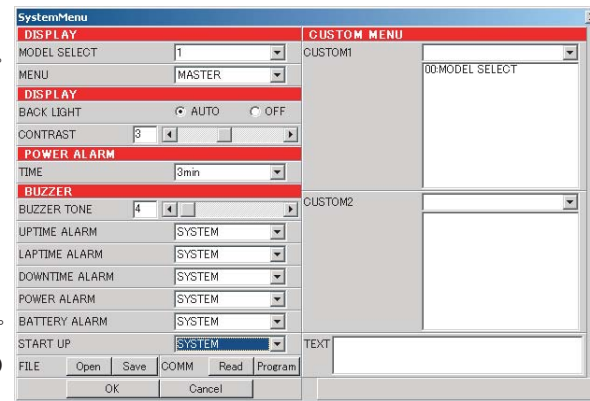 SystemMenu
DISPLAY
MODEL SELECT 1
MENU MASTER
DISPLAY
BACK LIGHT AUTO OFF
CONTRAST 3
POWER ALARM
TIME 3min
BUZZER
BUZZER TONE 4
UPTIME ALARM SYSTEM
LAPTIME ALARM SYSTEM
DOWNTIME ALARM SYSTEM
POWER ALARM SYSTEM
BATTERY ALARM SYSTEM
START UP SYSTEM
FILE Open Save COMM Read Program
OK Cancel
CUSTOM MENU
CUSTOM1
00:MODEL SELECT
CUSTOM2
TEXT